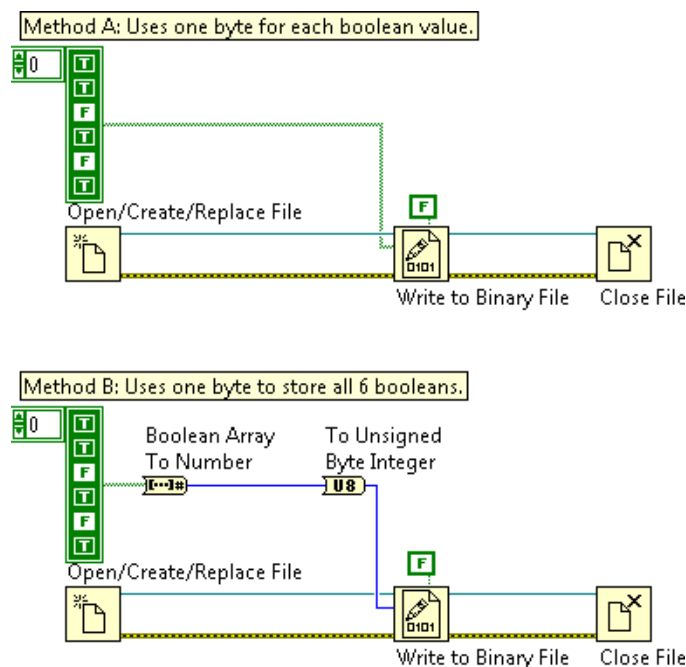 Method A: Uses one byte for each boolean value.
0
T
T
F
T
F
T
Open/Create/Replace File
F
0101
Write to Binary File Close File
Method B: Uses one byte to store all 6 booleans.
0
T
T
F
T
F
T
Boolean Array
To Number
To Unsigned
Byte Integer
[···]#
U8
Open/Create/Replace File
F
0101
Write to Binary File Close File